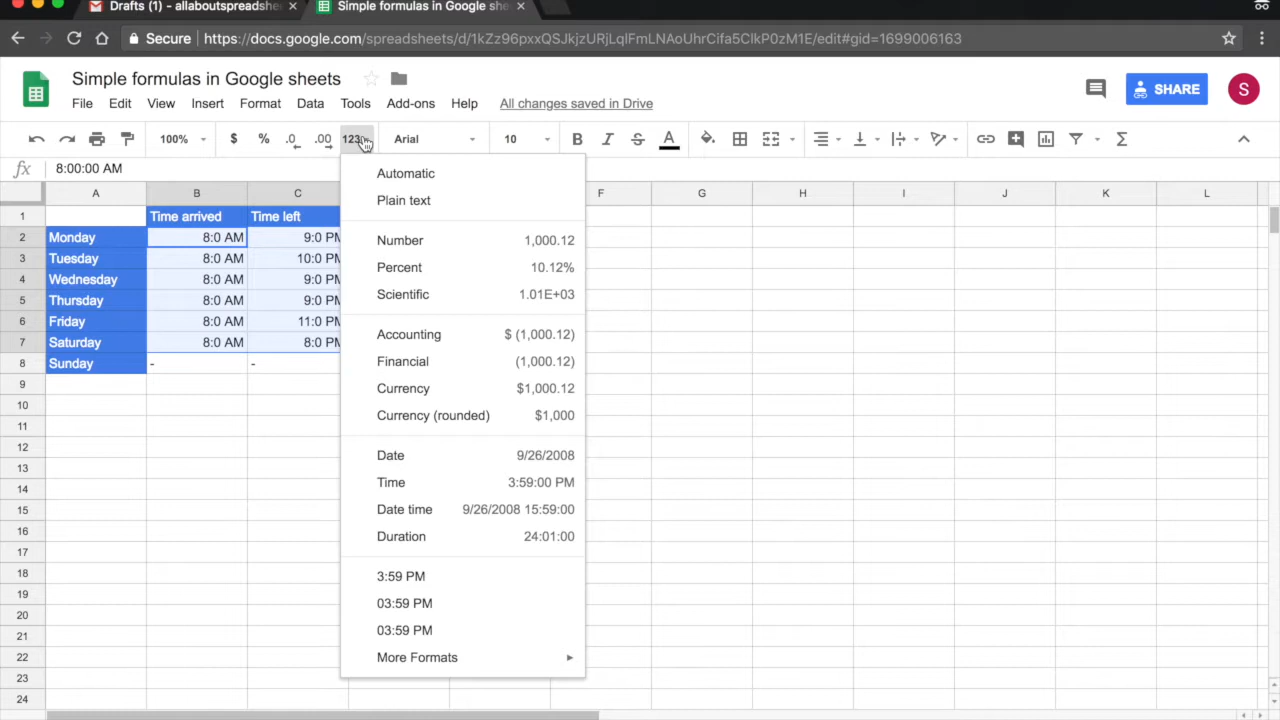 Drafts (1) - allaboutspreadshe
Simple formulas in Google she
Secure https://docs.google.com/spreadsheets/d/1kZz96pxxQSJkjzURjLqlFmLNAoUhrCifa5ClkP0zM1E/edit#gid=1699006163
Simple formulas in Google sheets
File Edit View Insert Format Data Tools Add-ons Help All changes saved in Drive
SHARE
S
100% $ % .0 .00 123 Arial 10 B I S A Σ
fx 8:00:00 AM
A B C F G H I J K L
1 Time arrived Time left
2 Monday 8:0 AM 9:0 PM
3 Tuesday 8:0 AM 10:0 PM
4 Wednesday 8:0 AM 9:0 PM
5 Thursday 8:0 AM 9:0 PM
6 Friday 8:0 AM 11:0 PM
7 Saturday 8:0 AM 8:0 PM
8 Sunday - -
9
10
11
12
13
14
15
16
17
18
19
20
21
22
23
24
Automatic
Plain text
Number 1,000.12
Percent 10.12%
Scientific 1.01E+03
Accounting $ (1,000.12)
Financial (1,000.12)
Currency $1,000.12
Currency (rounded) $1,000
Date 9/26/2008
Time 3:59:00 PM
Date time 9/26/2008 15:59:00
Duration 24:01:00
3:59 PM
03:59 PM
03:59 PM
More Formats